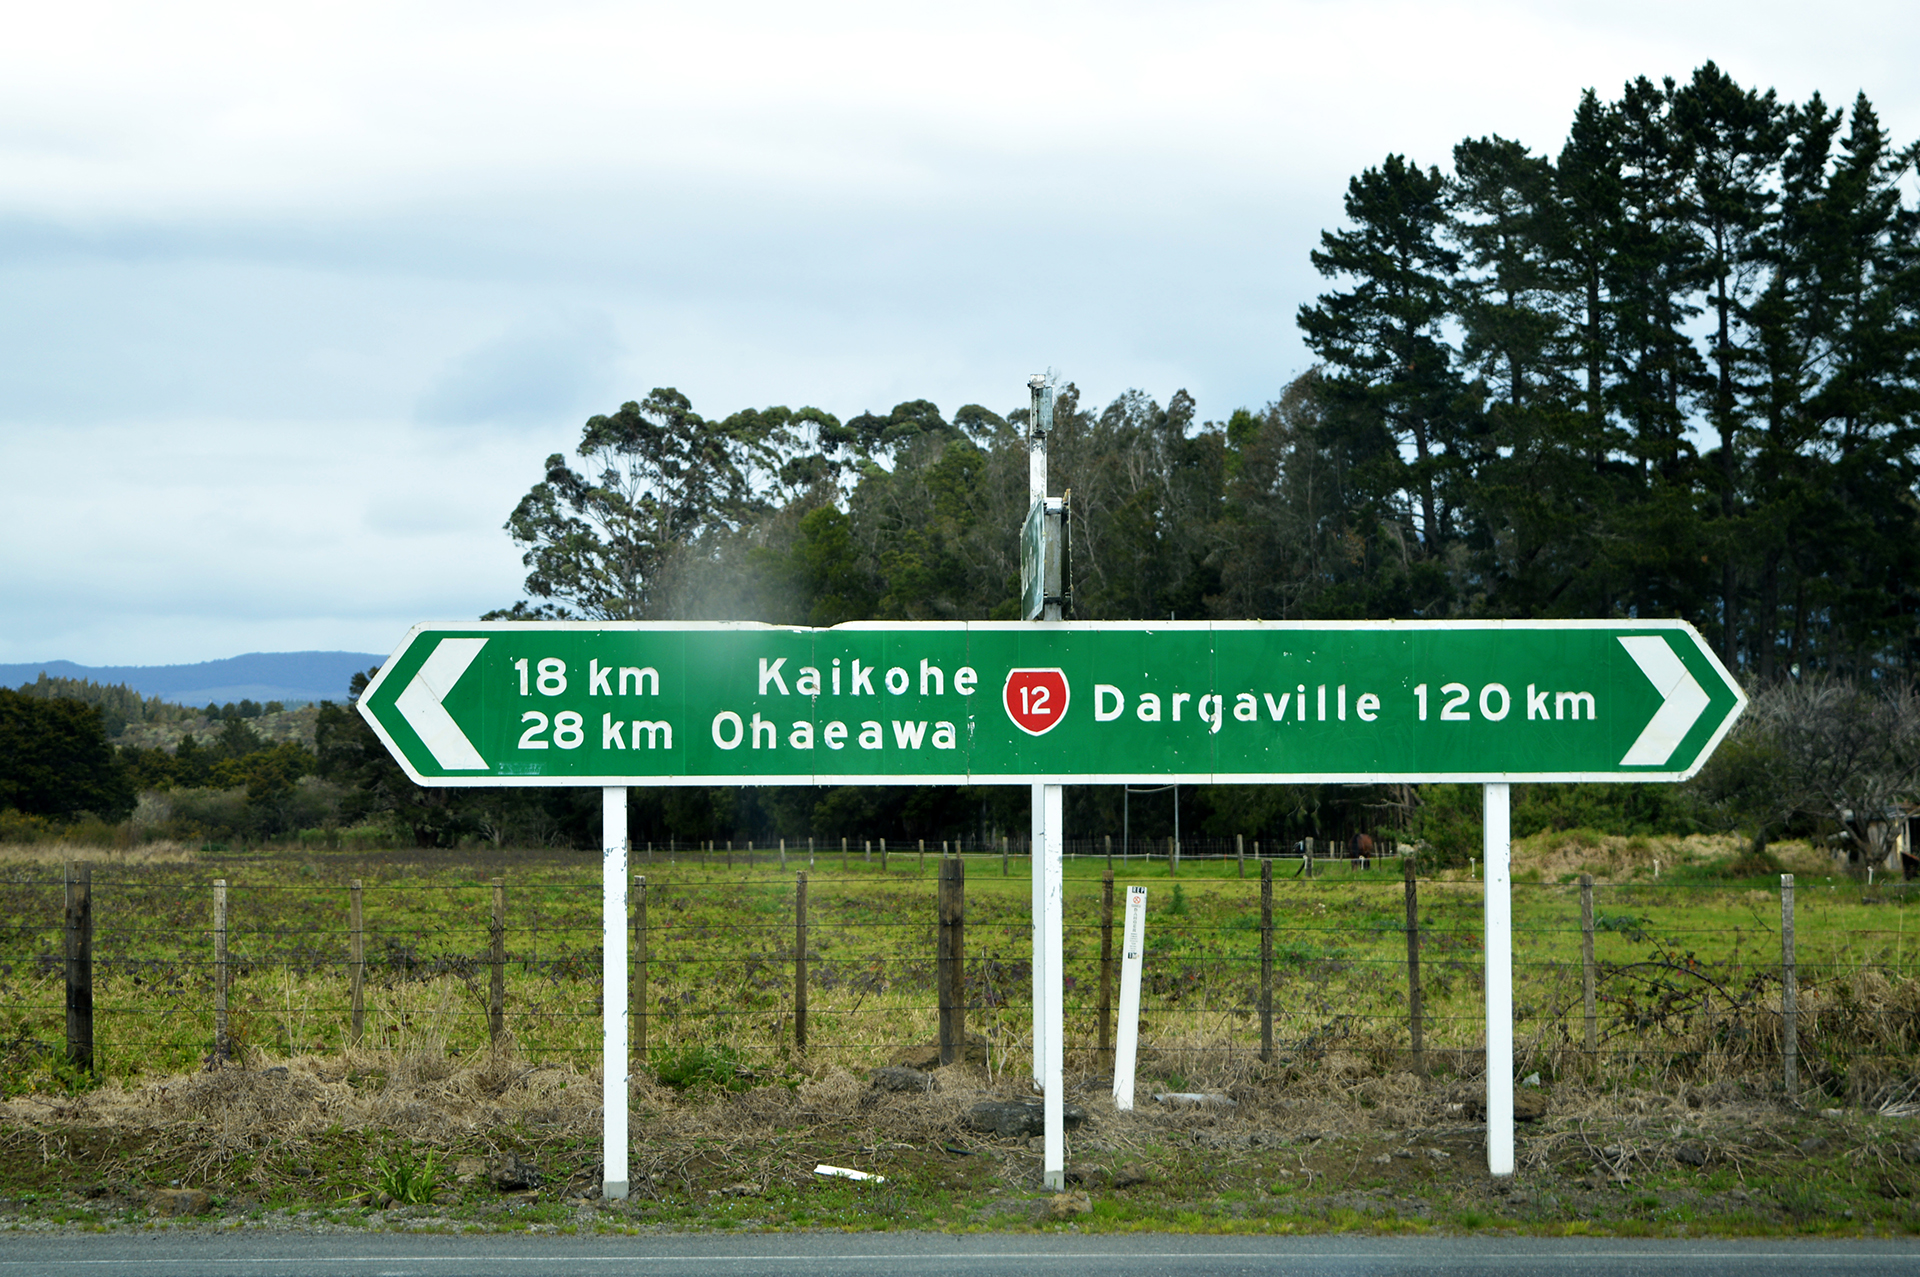 18 km Kaikohe
28 km Ohaeawa
12
Dargaville 120 km